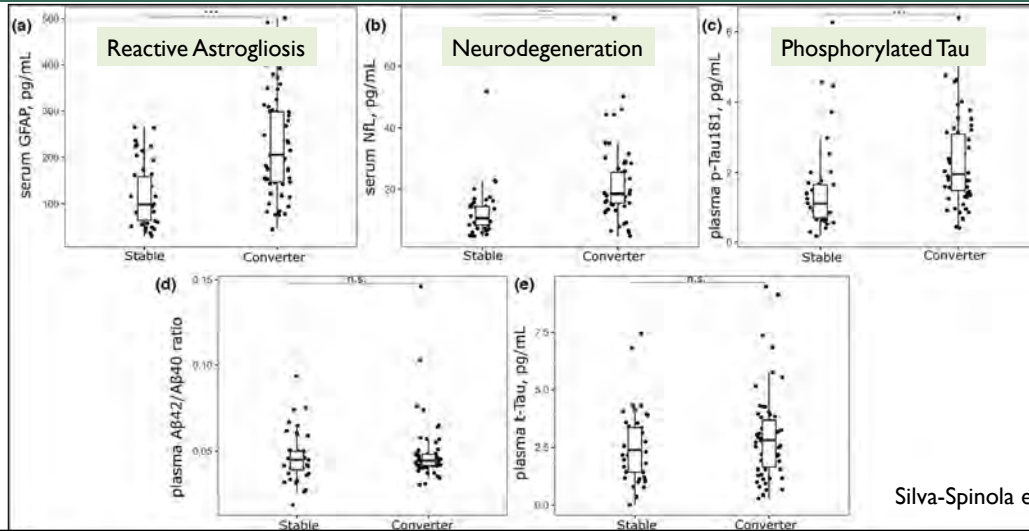 (a)
Reactive Astrogliosis
500
400
300
200
100
serum GFAP, pg/mL
Stable Converter
(b)
Neurodegeneration
60
40
20
serum NfL, pg/mL
Stable Converter
(c)
Phosphorylated Tau
6
4
2
0
plasma p-Tau181, pg/mL
Stable Converter
(d)
n.s.
0.15
0.10
0.05
plasma Aβ42/Aβ40 ratio
Stable Converter
(e)
n.s.
7.5
5.0
2.5
0.0
plasma t-Tau, pg/mL
Stable Converter
Silva-Spinola e